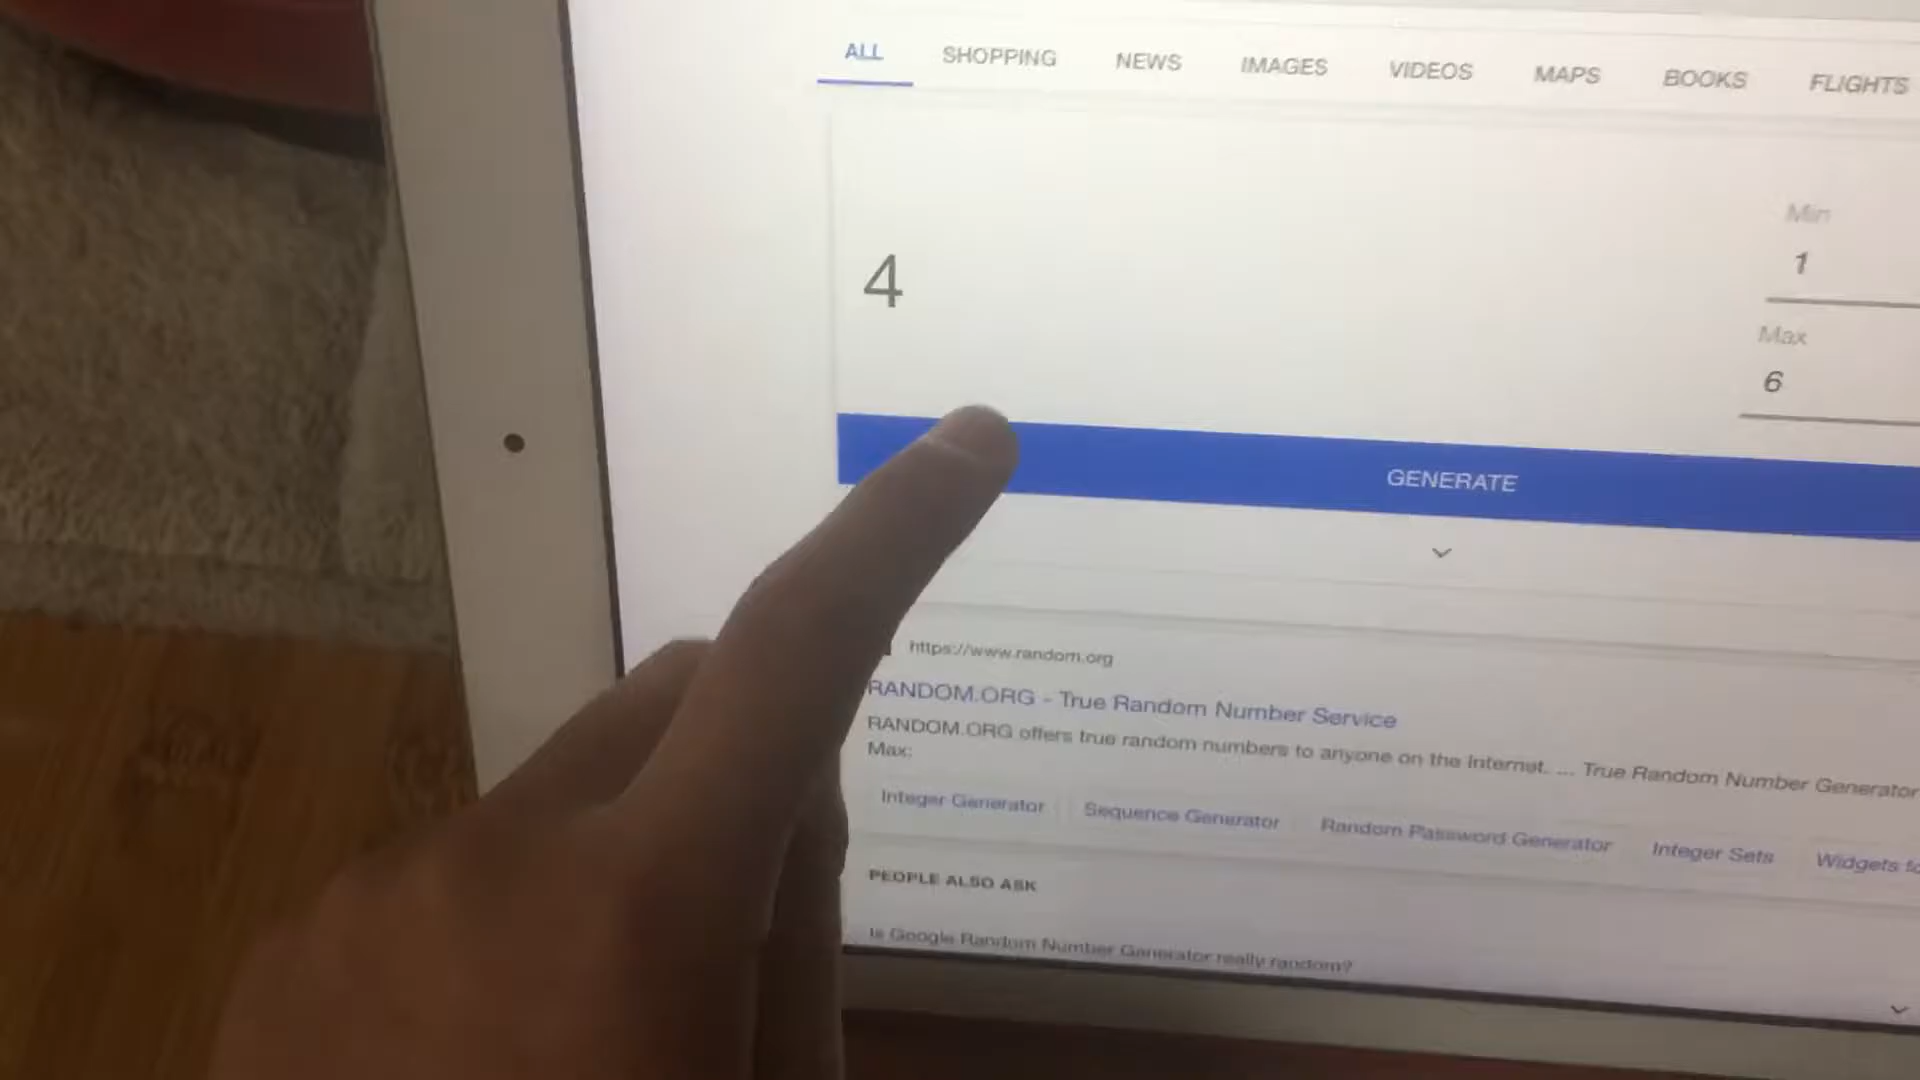 ALL SHOPPING NEWS IMAGES VIDEOS MAPS BOOKS FLIGHTS
Min
1
4
Max
6
GENERATE
https://www.random.org
RANDOM.ORG - True Random Number Service
RANDOM.ORG offers true random numbers to anyone on the Internet. ... True Random Number Generator
Max:
Integer Generator Sequence Generator Random Password Generator Integer Sets Widgets
PEOPLE ALSO ASK
Is Google Random Number Generator really random?